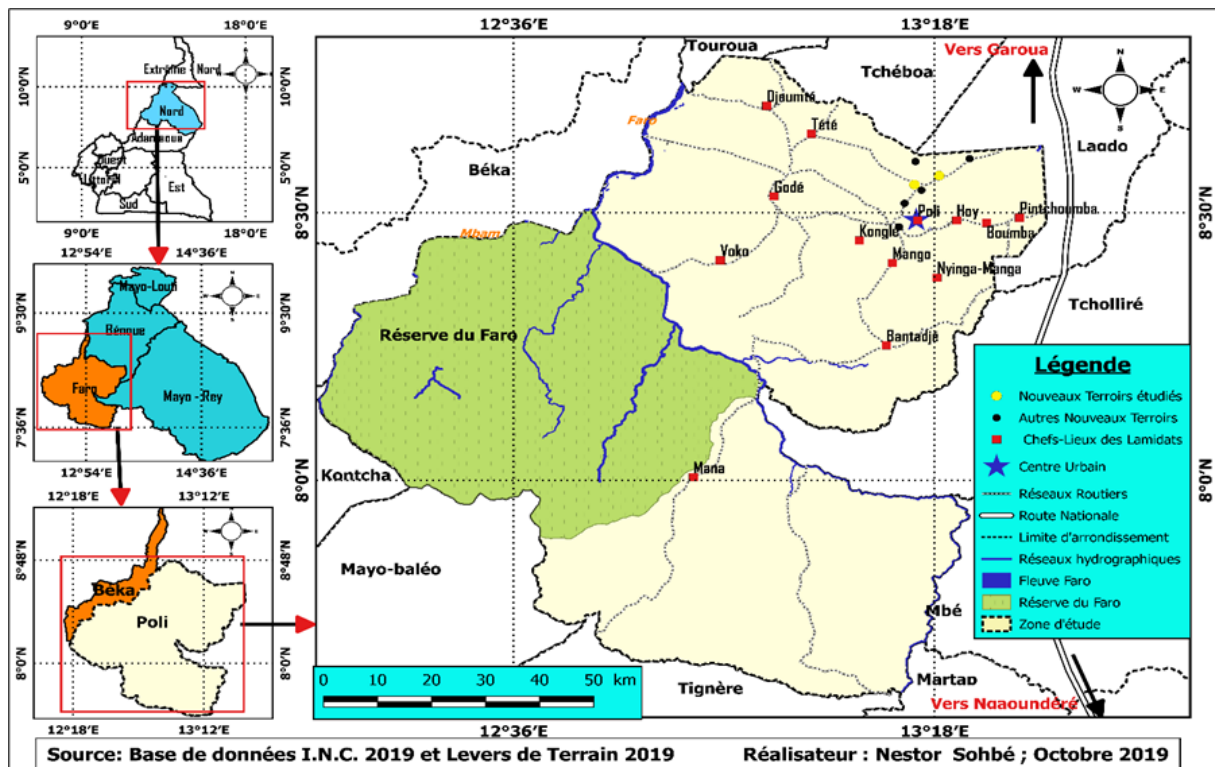 9°0'E 18°0'E
10°0'N
5°0'N
Extrême - Nord
Nord
Adamaoua
Ouest
Littoral
Est
Sud
9°0'E 18°0'E
12°54'E 14°36'E
9°30'N
7°36'N
Mayo-Louti
Bénoue
Faro
Mayo-Rey
12°54'E 14°36'E
12°18'E 13°12'E
8°48'N
8°0'N
Béka
Poli
12°18'E 13°12'E
12°36'E 13°18'E
Touroua
Tchéboa
Vers Garoua
N
W E
S
Djoumté
Faro
Tété
Lagdo
Béka
Godé
8°30'N
8°30'N
Poli
Hoy
Pintchoumba
Boumba
Mbam
Konglé
Voko
Mango
Nyinga-Manga
Tcholliré
Réserve du Faro
Bantadjé
Kontcha
Mana
8°0'N
8°0'N
Mayo-baléo
Mbé
Martap
Tignère
Vers Ngaoundéré
km
0 10 20 30 40 50
12°36'E 13°18'E
Légende
Nouveaux Terroirs étudiés
Autres Nouveaux Terroirs
Chefs-Lieux des Lamidats
Centre Urbain
Réseaux Routiers
Route Nationale
Limite d'arrondissement
Réseaux hydrographiques
Fleuve Faro
Réserve du Faro
Zone d'étude
Source: Base de données I.N.C. 2019 et Levers de Terrain 2019 Réalisateur : Nestor Sohbé ; Octobre 2019